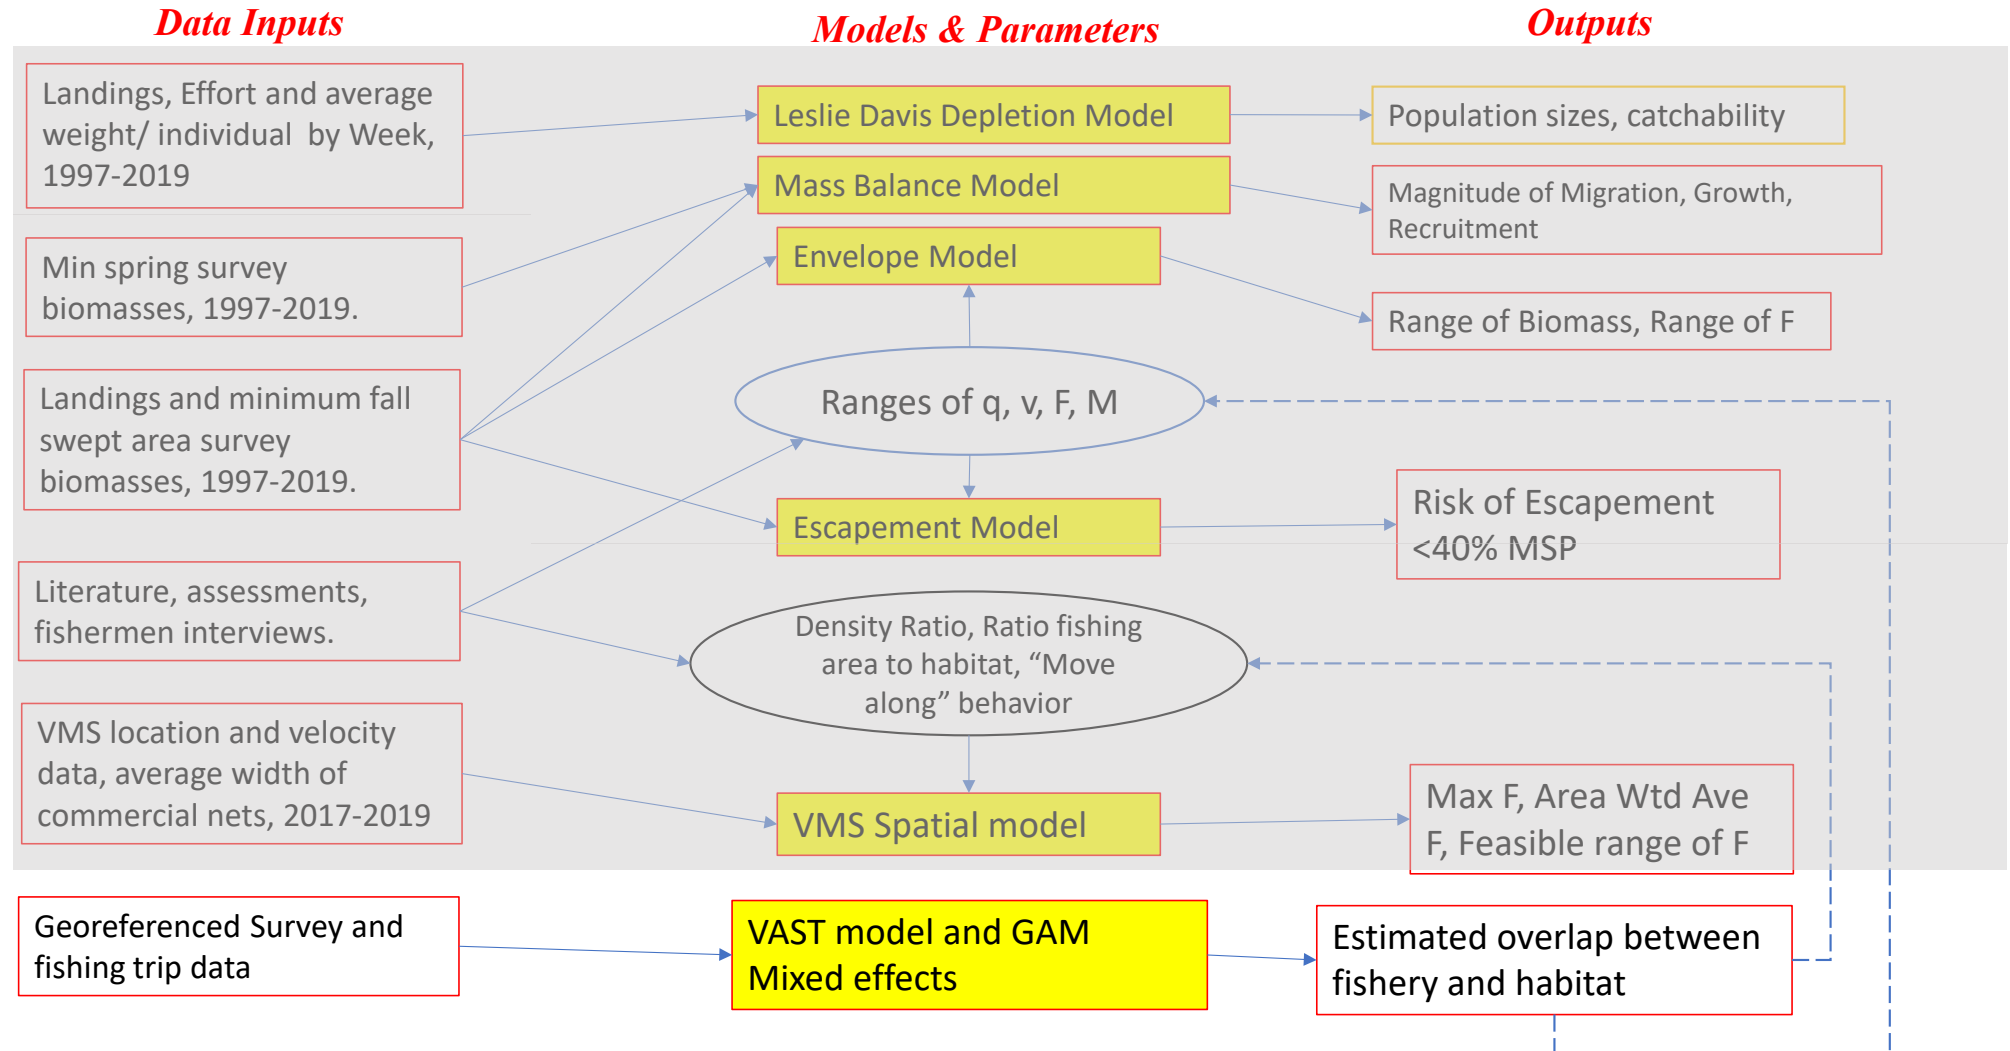 Data Inputs
Models & Parameters
Outputs
Landings, Effort and average
weight/ individual by Week,
1997-2019
Leslie Davis Depletion Model
Population sizes, catchability
Mass Balance Model
Magnitude of Migration, Growth,
Recruitment
Min spring survey
biomasses, 1997-2019.
Envelope Model
Range of Biomass, Range of F
Landings and minimum fall
swept area survey
biomasses, 1997-2019.
Ranges of q, v, F, M
Escapement Model
Risk of Escapement
<40% MSP
Literature, assessments,
fishermen interviews.
Density Ratio, Ratio fishing
area to habitat, “Move
along” behavior
VMS location and velocity
data, average width of
commercial nets, 2017-2019
VMS Spatial model
Max F, Area Wtd Ave
F, Feasible range of F
Georeferenced Survey and
fishing trip data
VAST model and GAM
Mixed effects
Estimated overlap between
fishery and habitat